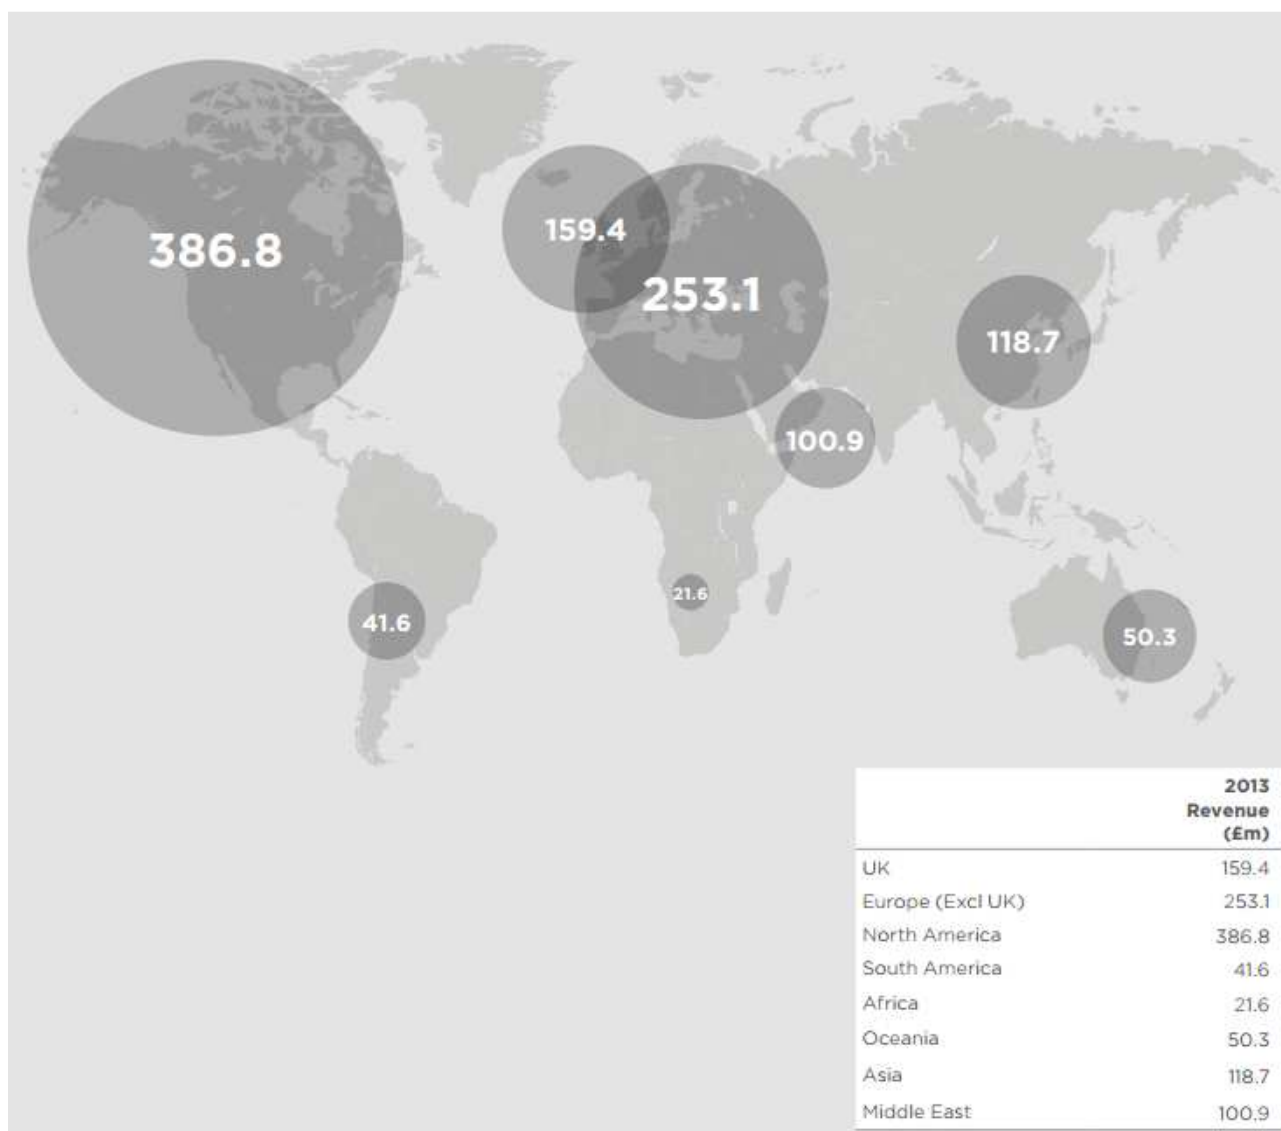 386.8
159.4
253.1
118.7
100.9
21.6
41.6
50.3
2013
Revenue
(£m)
UK 159.4
Europe (Excl UK) 253.1
North America 386.8
South America 41.6
Africa 21.6
Oceania 50.3
Asia 118.7
Middle East 100.9